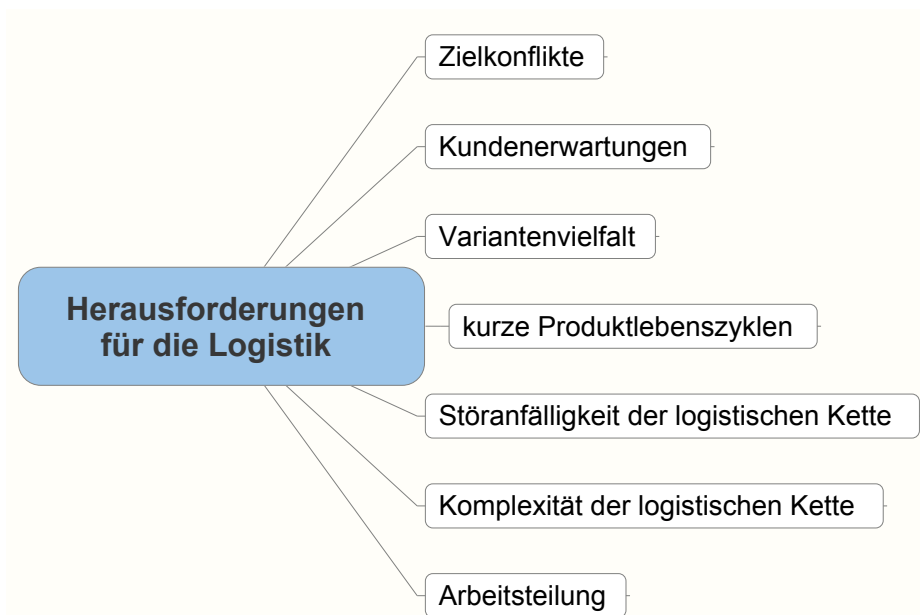 Zielkonflikte
Kundenerwartungen
Variantenvielfalt
Herausforderungen
für die Logistik
kurze Produktlebenszyklen
Störanfälligkeit der logistischen Kette
Komplexität der logistischen Kette
Arbeitsteilung